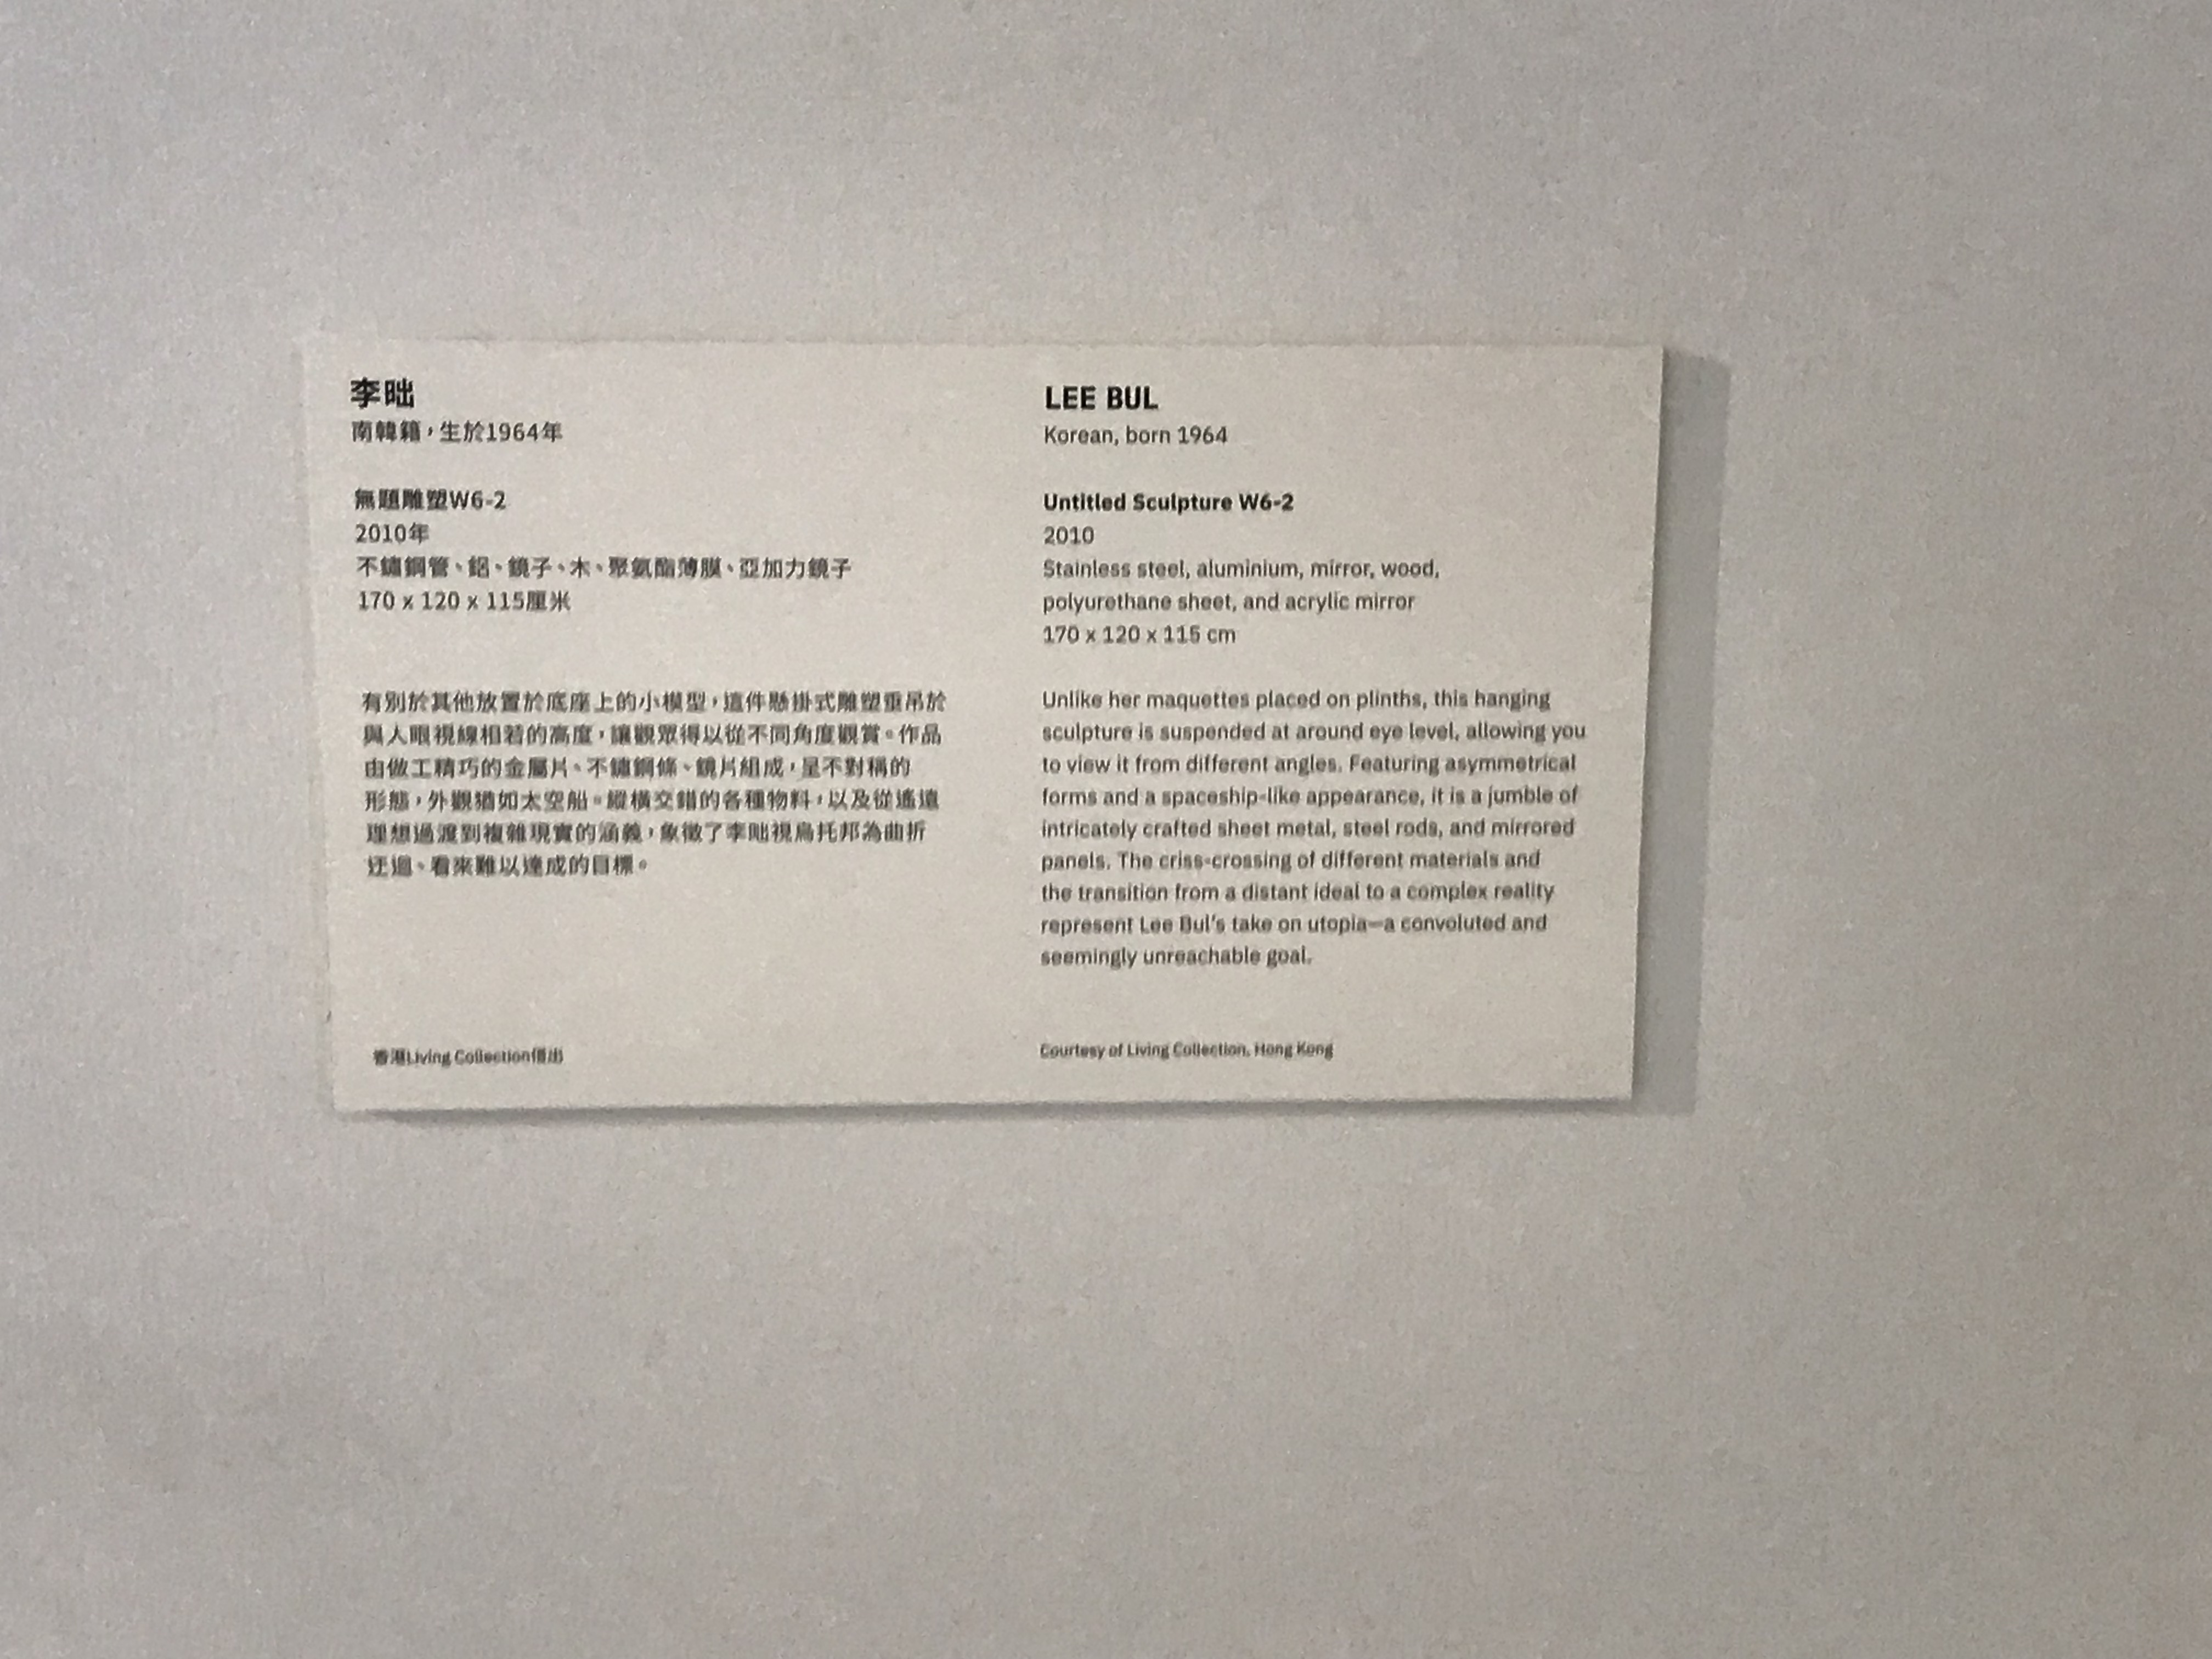 李昢
南韓籍，生於1964年
無題雕塑W6-2
2010年
不鏽鋼管、鋁、鏡子、木、聚氨酯薄膜、亞加力鏡子
170 x 120 x 115厘米
有別於其他放置於底座上的小模型，這件懸掛式雕塑垂吊於
與人眼視線相若的高度，讓觀眾得以從不同角度觀賞。作品
由做工精巧的金屬片、不鏽鋼條、鏡片組成，呈不對稱的
形態，外觀猶如太空船。縱橫交錯的各種物料，以及從遙遠
理想過渡到複雜現實的涵義，象徵了李昢視烏托邦為曲折
迂迴、看來難以達成的目標。
香港Living Collection借出
LEE BUL
Korean, born 1964
Untitled Sculpture W6-2
2010
Stainless steel, aluminium, mirror, wood,
polyurethane sheet, and acrylic mirror
170 x 120 x 115 cm
Unlike her maquettes placed on plinths, this hanging
sculpture is suspended at around eye level, allowing you
to view it from different angles. Featuring asymmetrical
forms and a spaceship-like appearance, it is a jumble of
intricately crafted sheet metal, steel rods, and mirrored
panels. The criss-crossing of different materials and
the transition from a distant ideal to a complex reality
represent Lee Bul's take on utopia—a convoluted and
seemingly unreachable goal.
Courtesy of Living Collection, Hong Kong